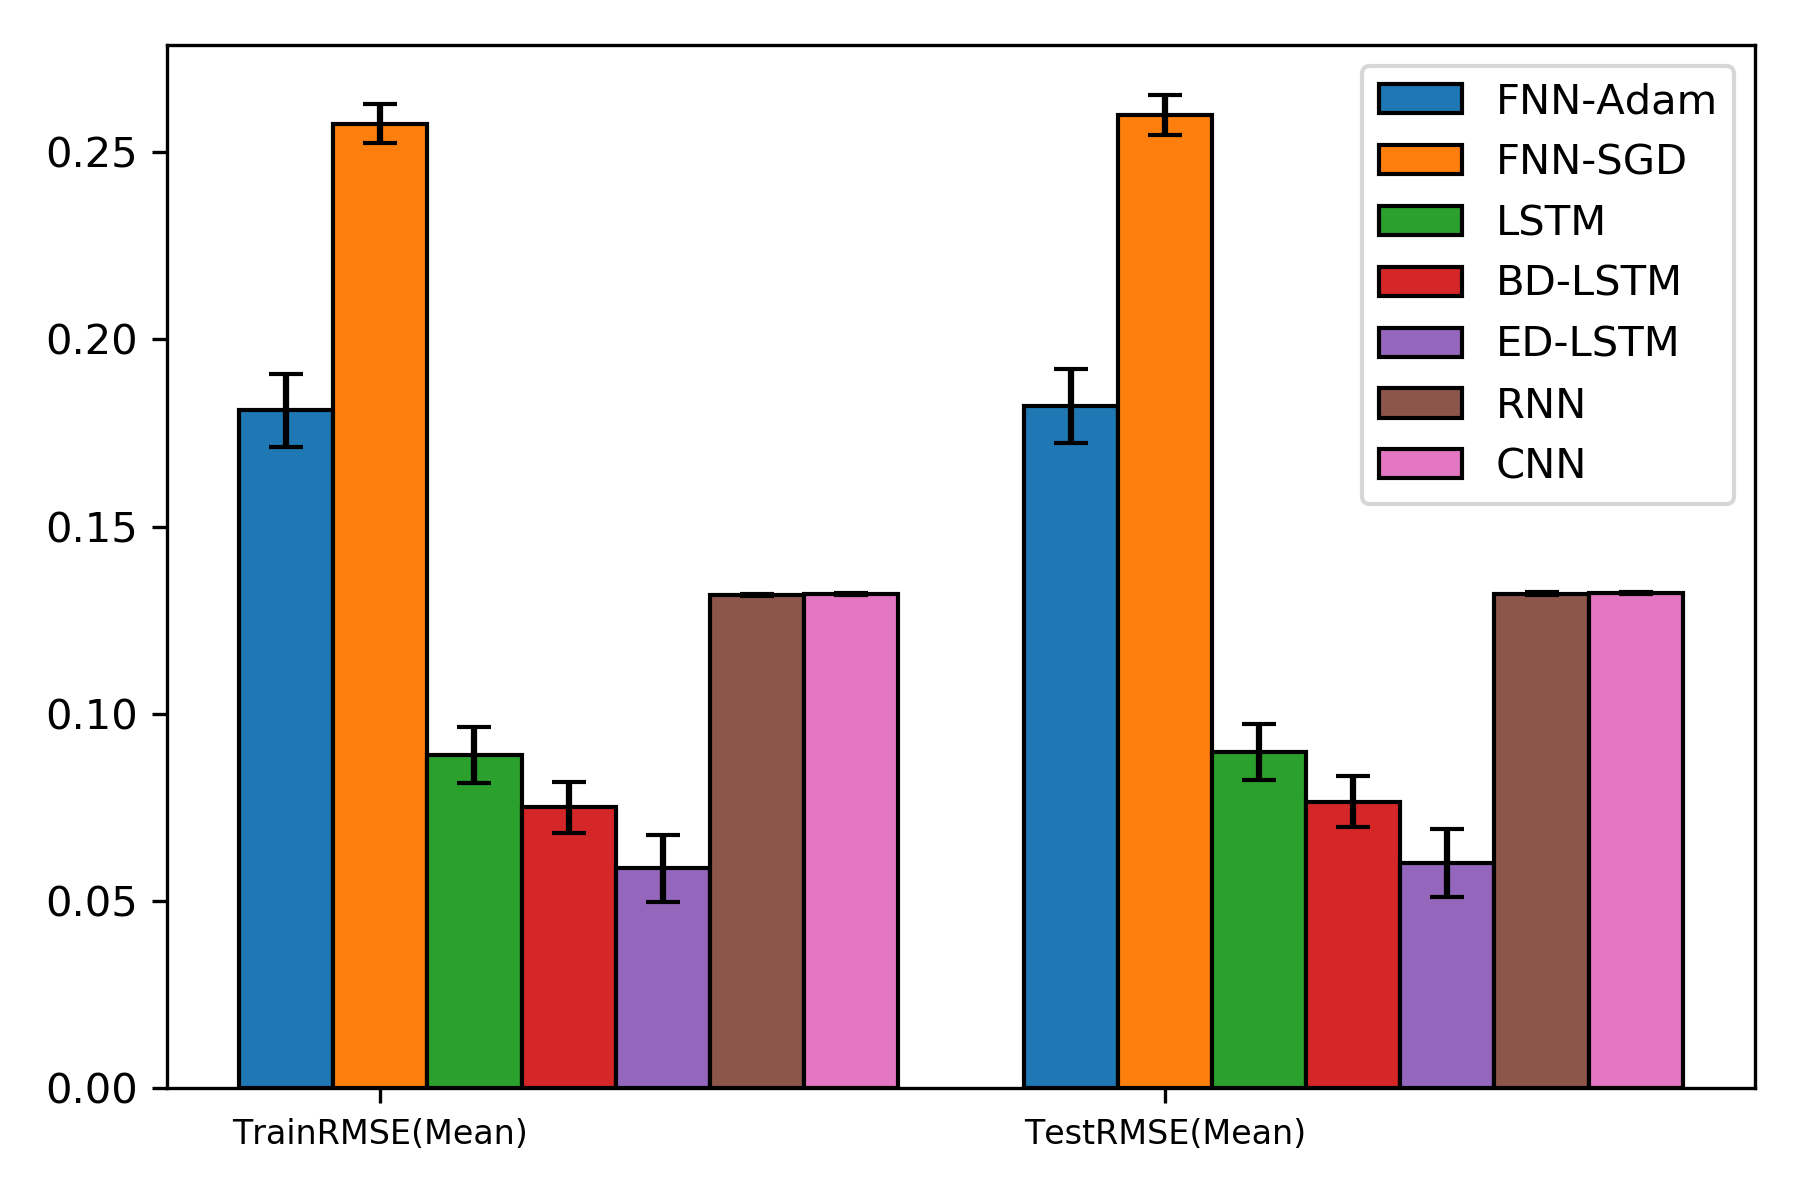 0.25
0.20
0.15
0.10
0.05
0.00
TrainRMSE(Mean)
TestRMSE(Mean)
FNN-Adam
FNN-SGD
LSTM
BD-LSTM
ED-LSTM
RNN
CNN